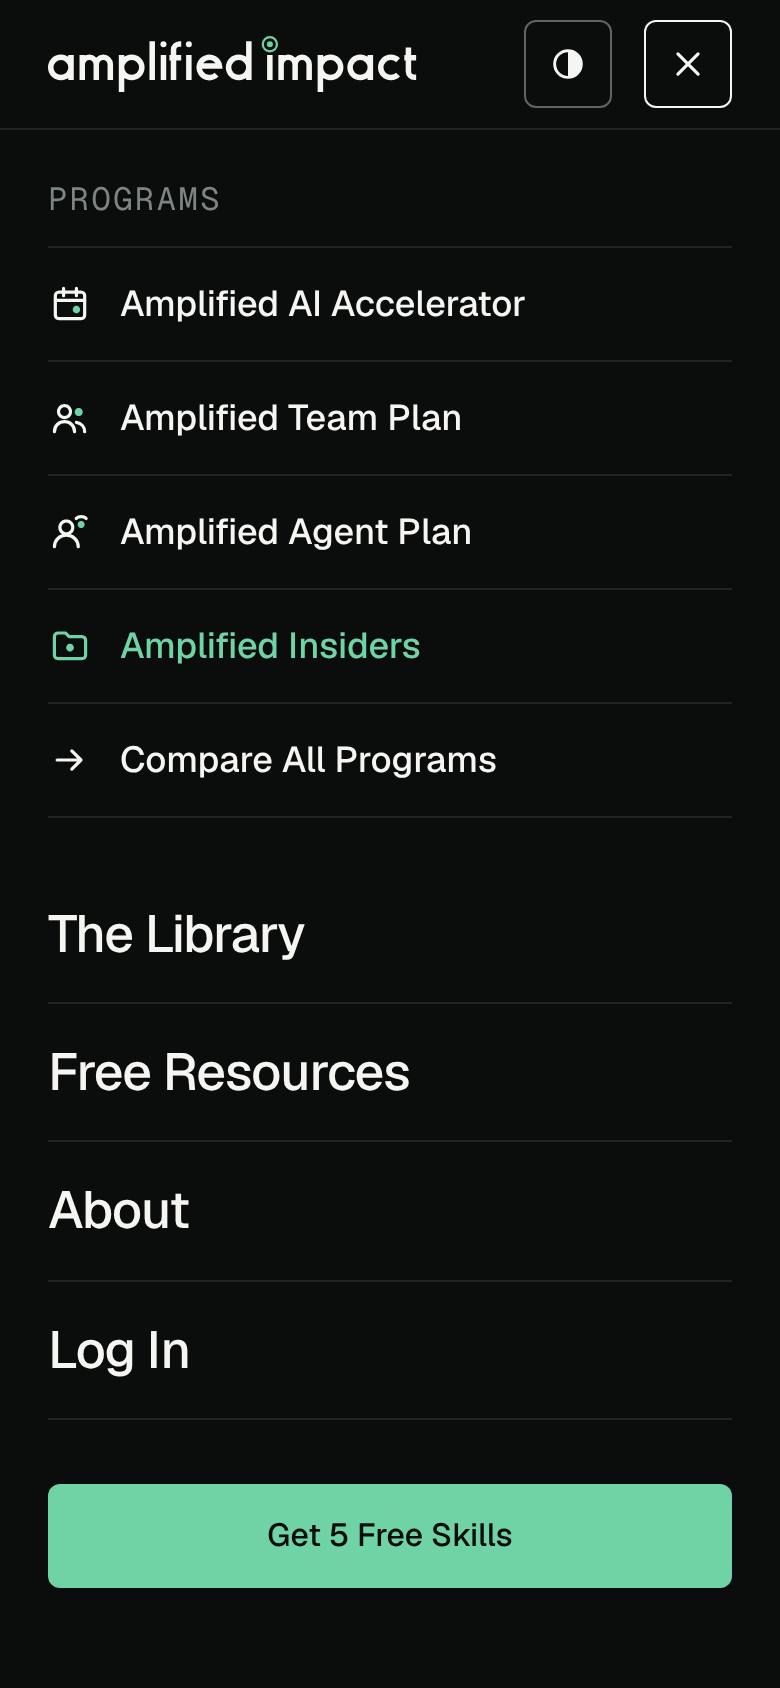 amplified impact
PROGRAMS
Amplified AI Accelerator
Amplified Team Plan
Amplified Agent Plan
Amplified Insiders
Compare All Programs
The Library
Free Resources
About
Log In
Get 5 Free Skills